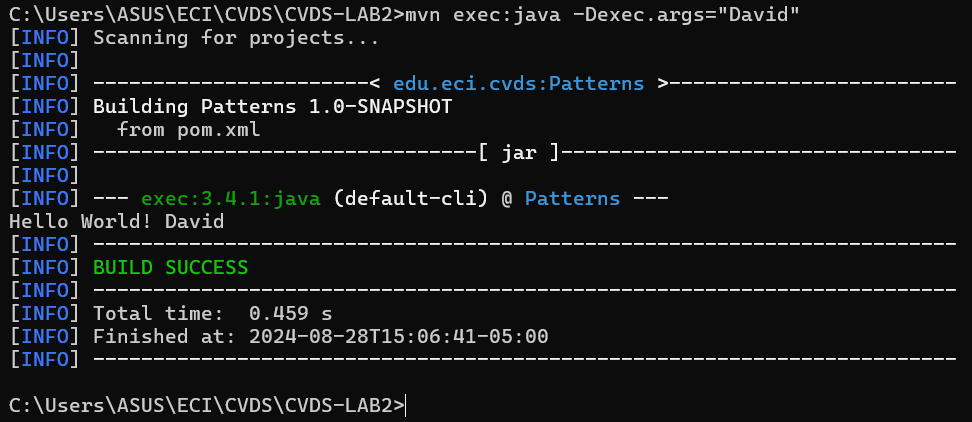 C:\Users\ASUS\ECI\CVDS\CVDS-LAB2>mvn exec:java -Dexec.args="David"
[INFO] Scanning for projects...
[INFO]
[INFO] -----------------------< edu.eci.cvds:Patterns >------------------------
[INFO] Building Patterns 1.0-SNAPSHOT
[INFO]   from pom.xml
[INFO] --------------------------------[ jar ]---------------------------------
[INFO]
[INFO] --- exec:3.4.1:java (default-cli) @ Patterns ---
Hello World! David
[INFO] ------------------------------------------------------------------------
[INFO] BUILD SUCCESS
[INFO] ------------------------------------------------------------------------
[INFO] Total time:  0.459 s
[INFO] Finished at: 2024-08-28T15:06:41-05:00
[INFO] ------------------------------------------------------------------------
C:\Users\ASUS\ECI\CVDS\CVDS-LAB2>